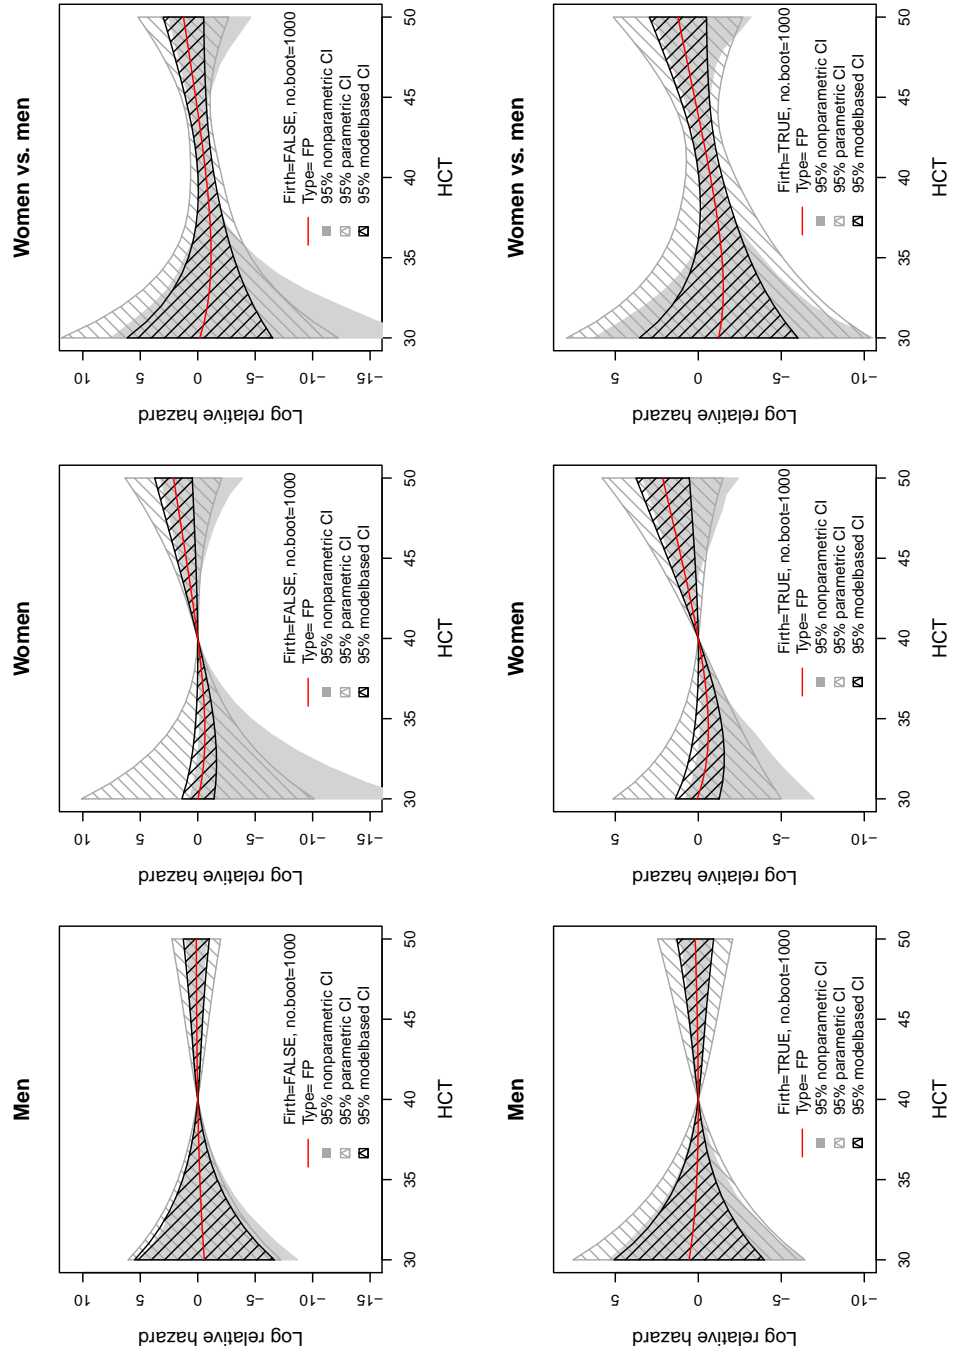 Men
Log relative hazard
10
5
0
−5
−10
−15
Firth=FALSE, no.boot=1000
Type= FP
95% nonparametric CI
95% parametric CI
95% modelbased CI
30 35 40 45 50
HCT
Women
Log relative hazard
10
5
0
−5
−10
−15
Firth=FALSE, no.boot=1000
Type= FP
95% nonparametric CI
95% parametric CI
95% modelbased CI
30 35 40 45 50
HCT
Women vs. men
Log relative hazard
10
5
0
−5
−10
−15
Firth=FALSE, no.boot=1000
Type= FP
95% nonparametric CI
95% parametric CI
95% modelbased CI
30 35 40 45 50
HCT
Men
Log relative hazard
5
0
−5
−10
Firth=TRUE, no.boot=1000
Type= FP
95% nonparametric CI
95% parametric CI
95% modelbased CI
30 35 40 45 50
HCT
Women
Log relative hazard
5
0
−5
−10
Firth=TRUE, no.boot=1000
Type= FP
95% nonparametric CI
95% parametric CI
95% modelbased CI
30 35 40 45 50
HCT
Women vs. men
Log relative hazard
5
0
−5
−10
Firth=TRUE, no.boot=1000
Type= FP
95% nonparametric CI
95% parametric CI
95% modelbased CI
30 35 40 45 50
HCT